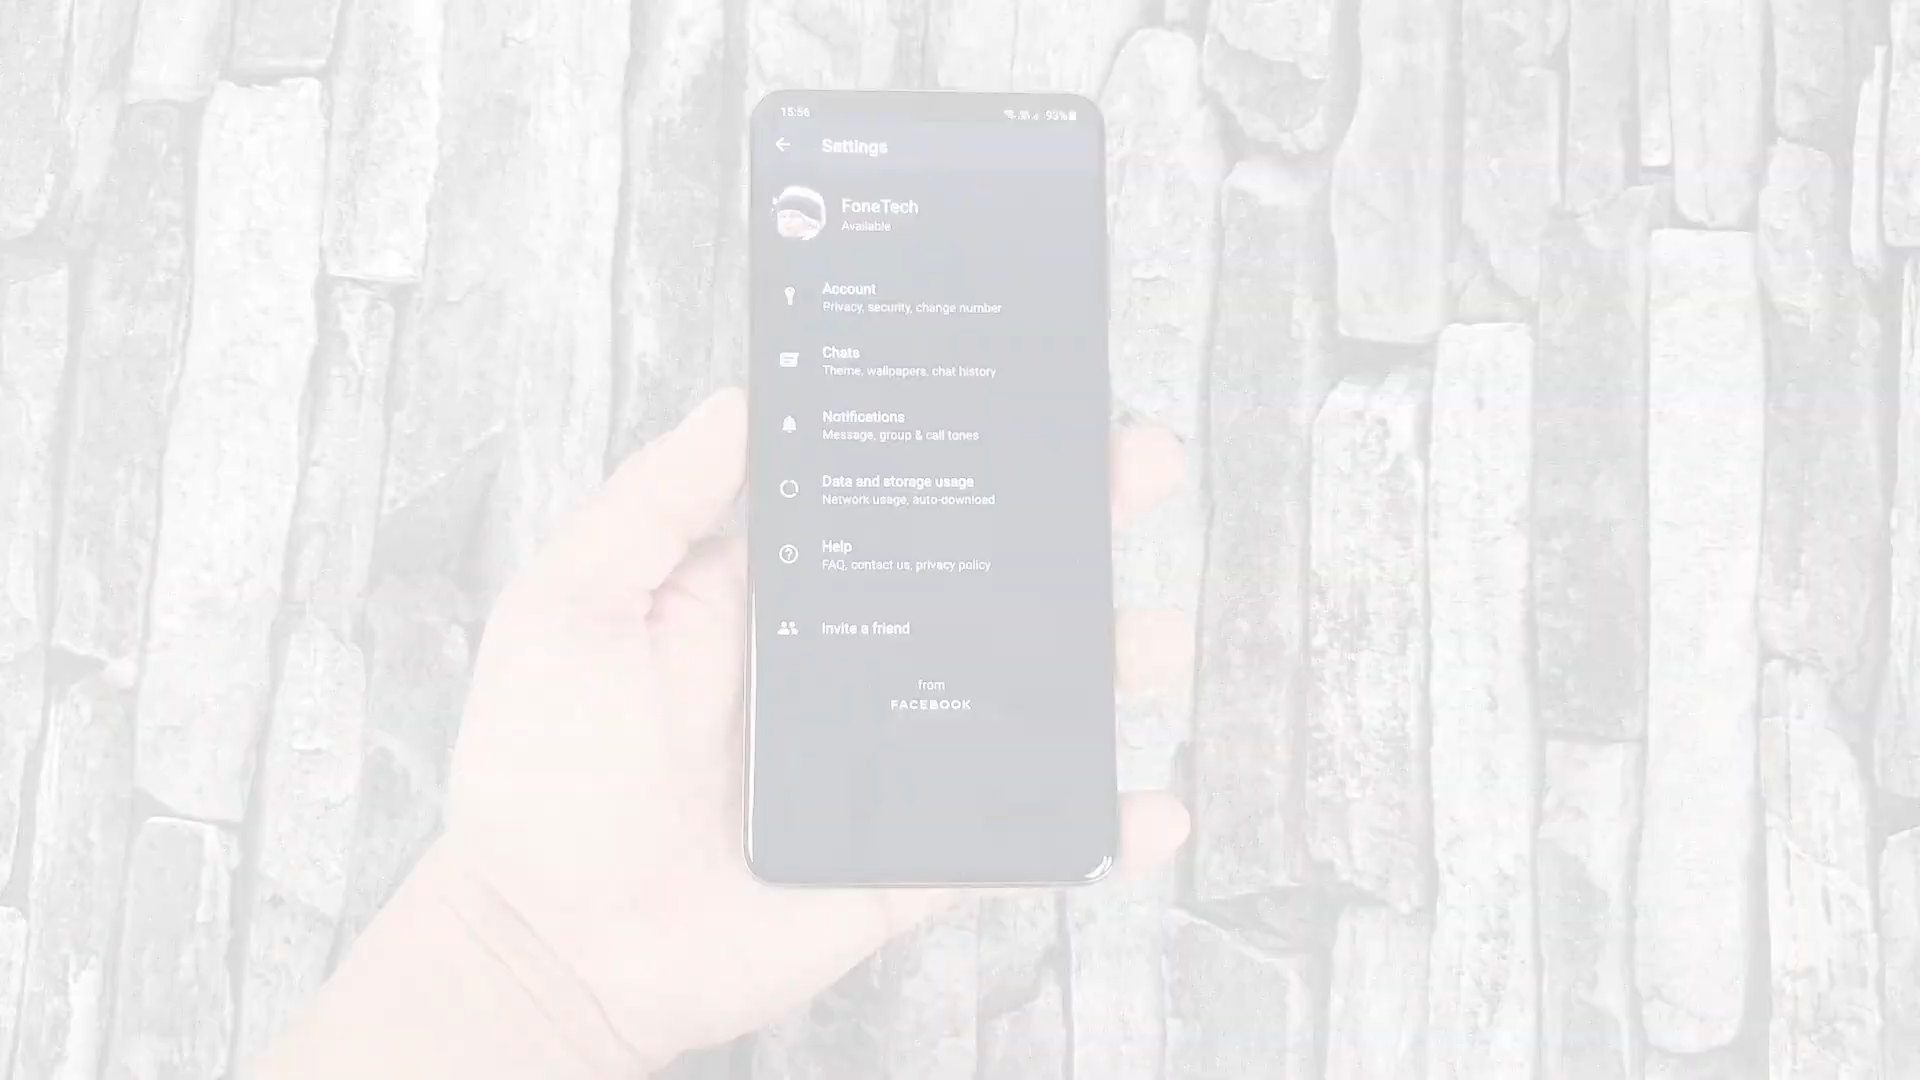 15:56
93%
Settings
FoneTech
Available
Account
Privacy, security, change number
Chats
Theme, wallpapers, chat history
Notifications
Message, group & call tones
Data and storage usage
Network usage, auto-download
Help
FAQ, contact us, privacy policy
Invite a friend
from
FACEBOOK